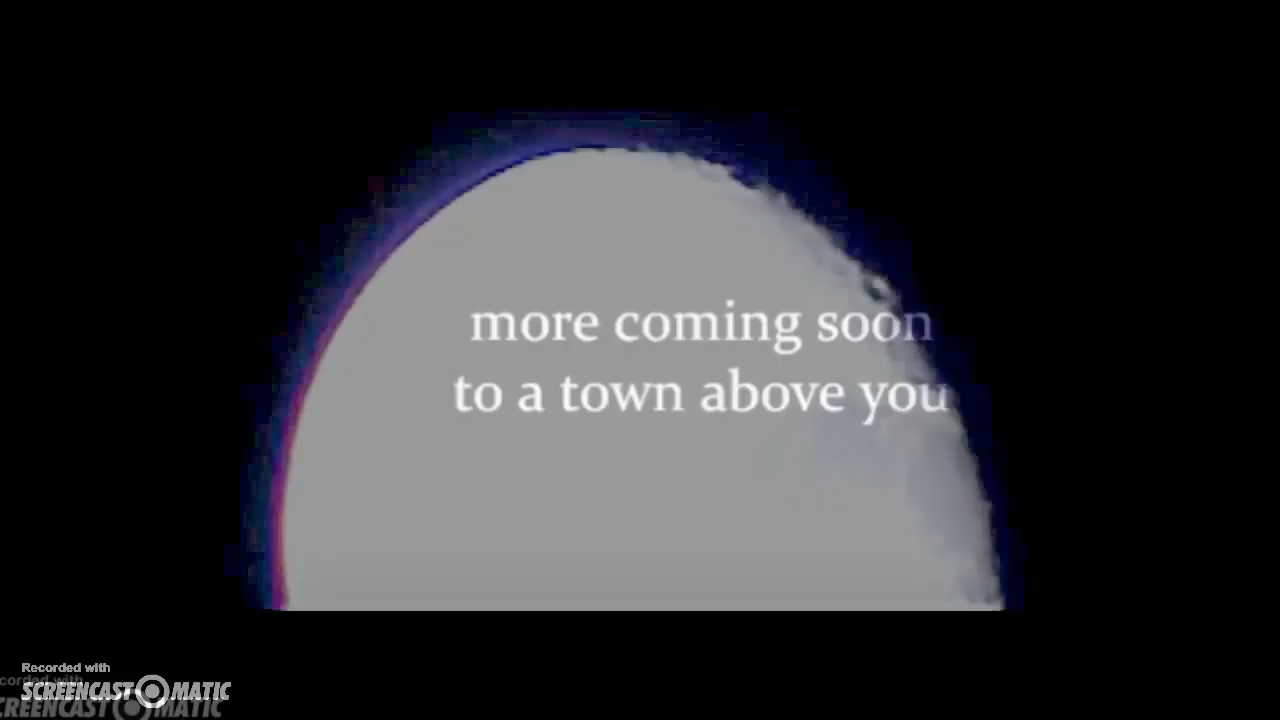 more coming soon
to a town above you
Recorded with
SCREENCAST-O-MATIC